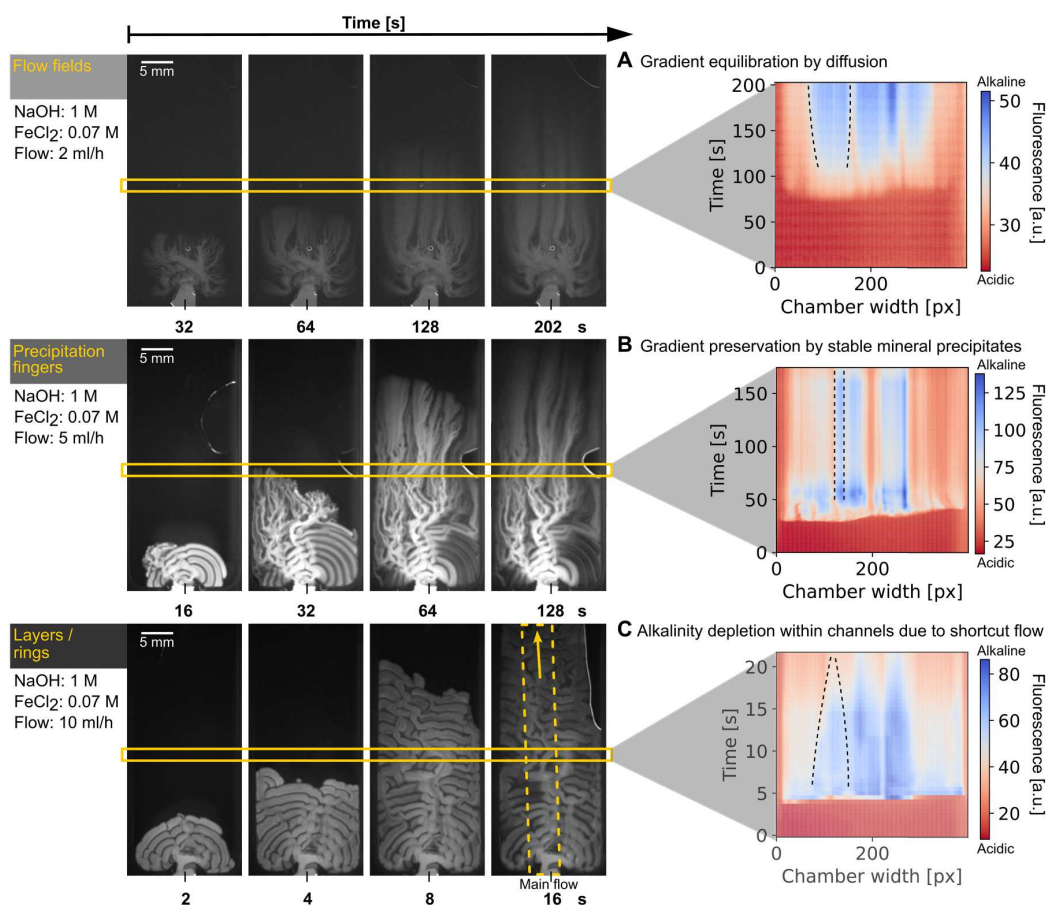 Time [s]
Flow fields
NaOH: 1 M
FeCl₂: 0.07 M
Flow: 2 ml/h
5 mm
32 64 128 202 s
A Gradient equilibration by diffusion
Time [s]
200
150
100
50
0
0 200
Chamber width [px]
Alkaline
50
40
30
Acidic
Fluorescence [a.u.]
Precipitation
fingers
NaOH: 1 M
FeCl₂: 0.07 M
Flow: 5 ml/h
5 mm
16 32 64 128 s
B Gradient preservation by stable mineral precipitates
Time [s]
150
100
50
0
0 200
Chamber width [px]
Alkaline
125
100
75
50
25
Acidic
Fluorescence [a.u.]
Layers /
rings
NaOH: 1 M
FeCl₂: 0.07 M
Flow: 10 ml/h
5 mm
Main flow
2 4 8 16 s
C Alkalinity depletion within channels due to shortcut flow
Time [s]
20
15
10
5
0
0 200
Chamber width [px]
Alkaline
80
60
40
20
Acidic
Fluorescence [a.u.]